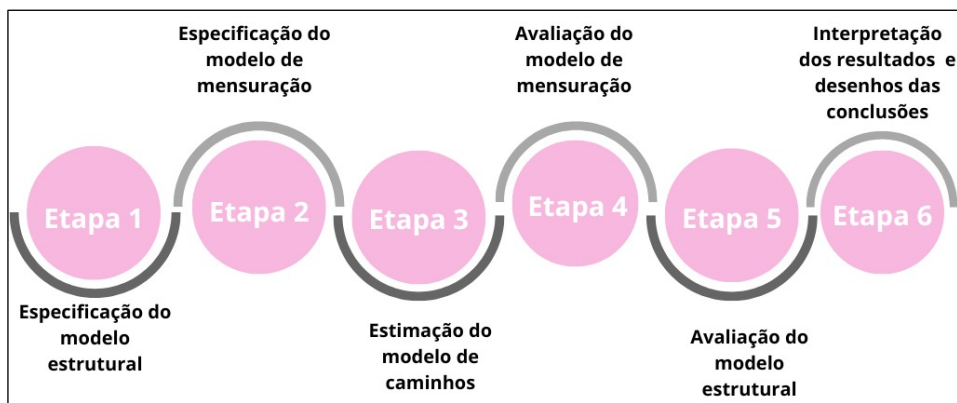 Etapa 1
Especificação do
modelo
estrutural
Especificação do
modelo de
mensuração
Etapa 2
Etapa 3
Estimação do
modelo de
caminhos
Avaliação do
modelo de
mensuração
Etapa 4
Etapa 5
Avaliação do
modelo
estrutural
Interpretação
dos resultados e
desenhos das
conclusões
Etapa 6